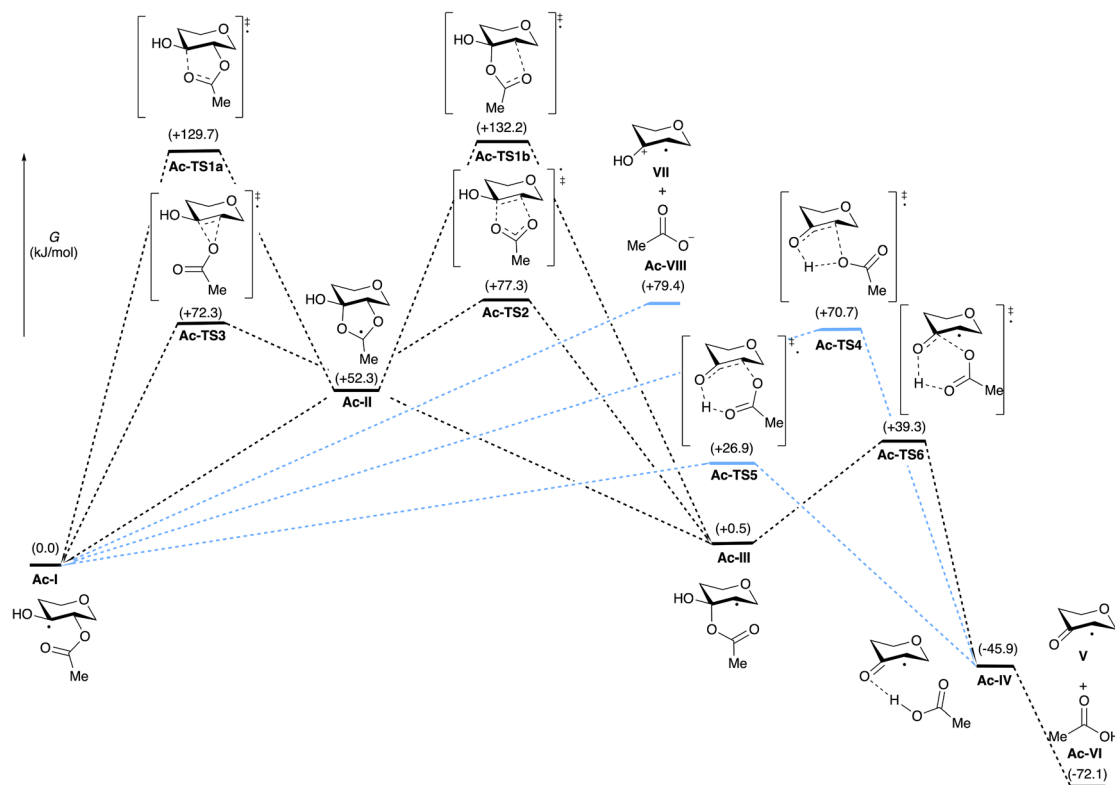 ‡
•
O
HO
O
O
Me
(+129.7)
Ac-TS1a
‡
•
O
HO
O
O
Me
(+132.2)
Ac-TS1b
G
(kJ/mol)
‡
•
O
HO
O
O
Me
(+72.3)
Ac-TS3
•
‡
O
HO
O
O
Me
(+77.3)
Ac-TS2
O
HO
+
•
VII
+
O
Me
O
−
Ac-VIII
(+79.4)
O
HO
O
O
•
Me
(+52.3)
Ac-II
‡
•
O
O
H
O
O
Me
(+70.7)
Ac-TS4
‡
•
O
O
O
H
O
Me
(+26.9)
Ac-TS5
‡
•
O
O
•
O
H
O
Me
(+39.3)
Ac-TS6
(0.0)
Ac-I
O
HO
•
O
O
Me
(+0.5)
Ac-III
O
HO
•
O
O
Me
O
O
•
H
O
O
Me
(-45.9)
Ac-IV
O
O
•
V
+
O
Me
OH
Ac-VI
(-72.1)